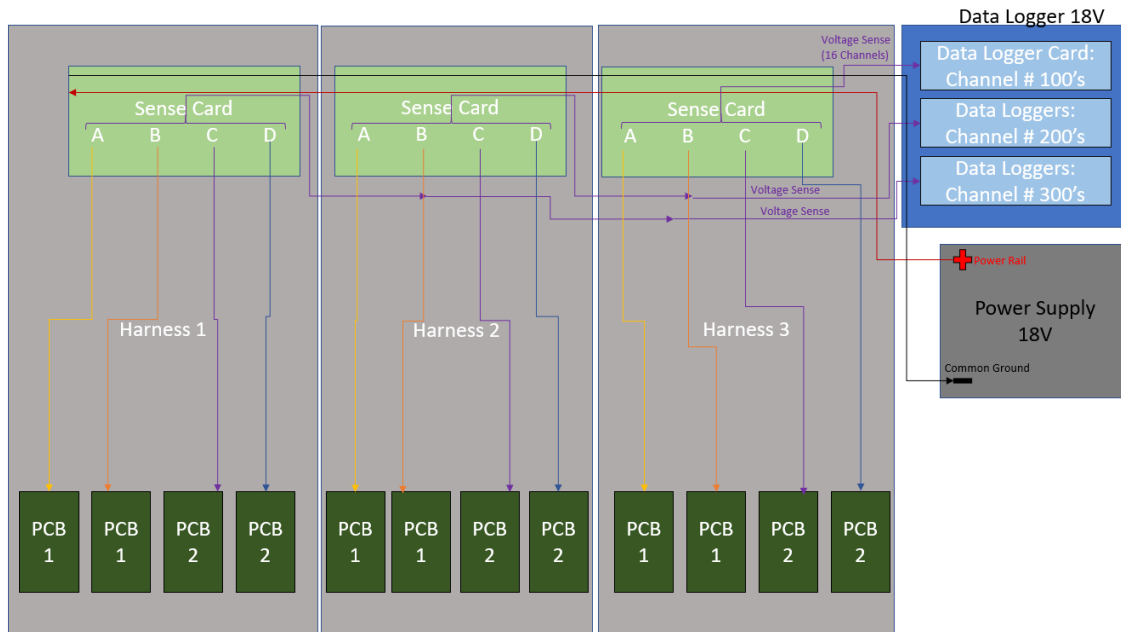 Data Logger 18V
Voltage Sense
(16 Channels)
Data Logger Card:
Channel # 100's
Data Loggers:
Channel # 200's
Data Loggers:
Channel # 300's
Sense Card
A B C D
Sense Card
A B C D
Sense Card
A B C D
Voltage Sense
Voltage Sense
Power Rail
Power Supply
18V
Common Ground
Harness 1
Harness 2
Harness 3
PCB
1
PCB
1
PCB
2
PCB
2
PCB
1
PCB
1
PCB
2
PCB
2
PCB
1
PCB
1
PCB
2
PCB
2